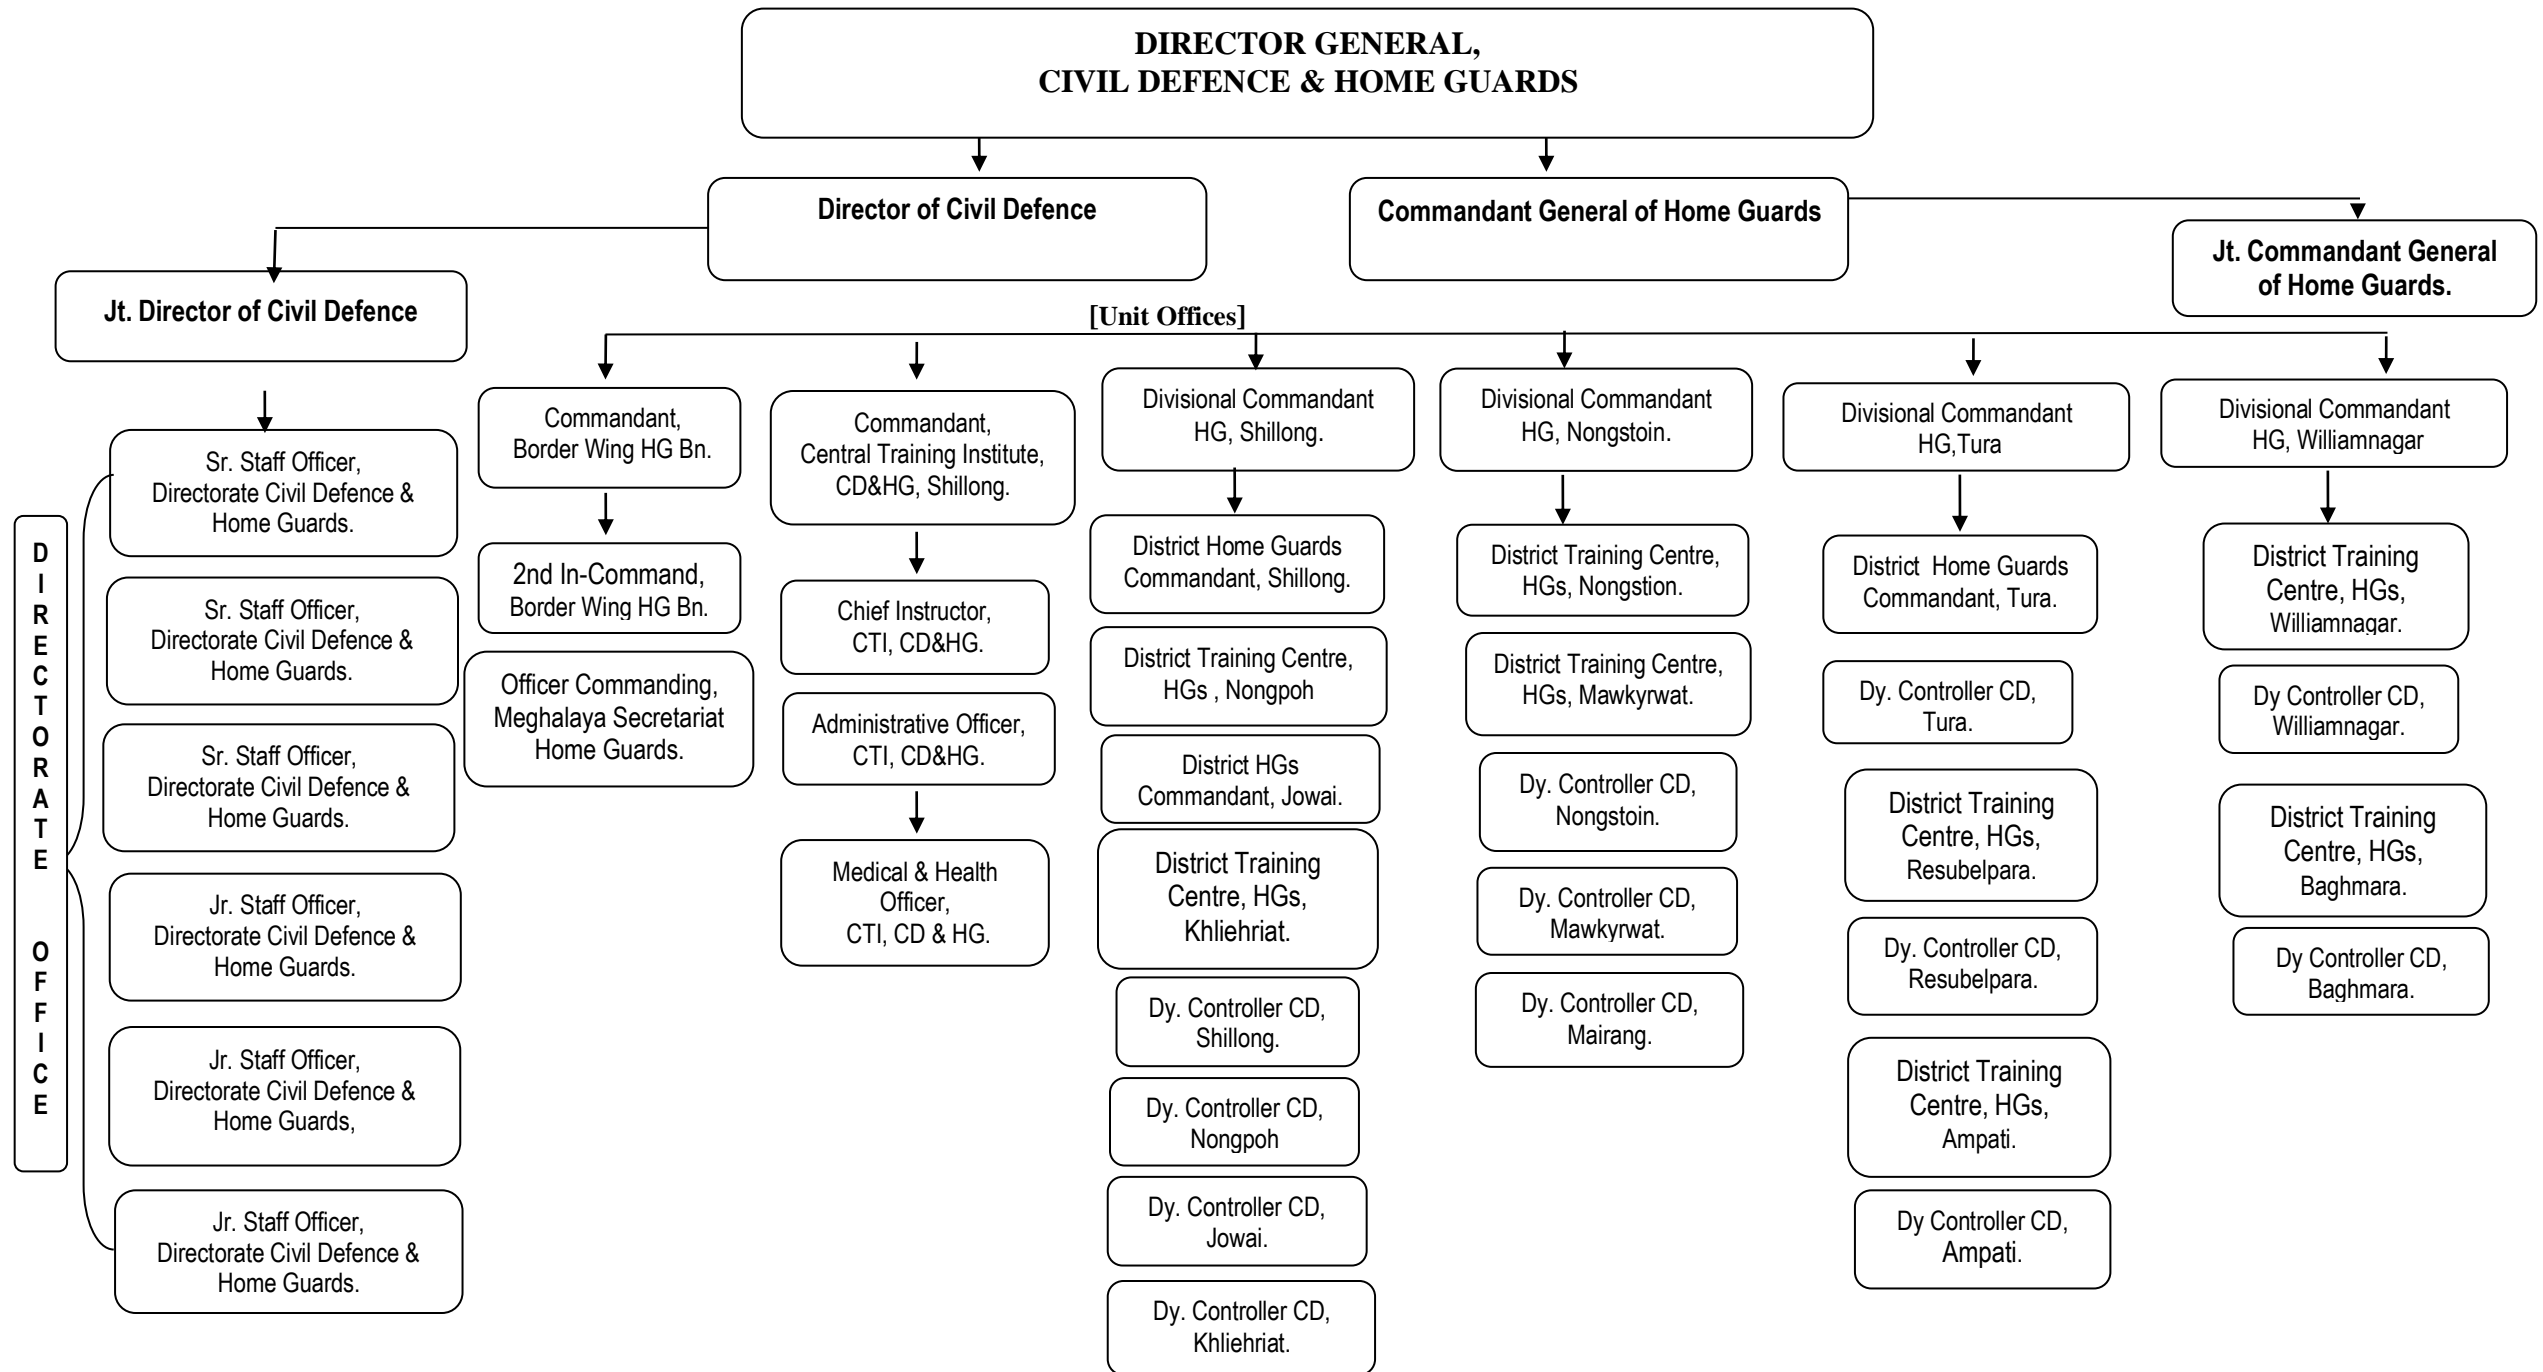 DIRECTOR GENERAL,
CIVIL DEFENCE & HOME GUARDS
Director of Civil Defence
Commandant General of Home Guards
Jt. Commandant General
of Home Guards.
Jt. Director of Civil Defence
[Unit Offices]
DIRECTORATE OFFICE
Sr. Staff Officer,
Directorate Civil Defence &
Home Guards.
Sr. Staff Officer,
Directorate Civil Defence &
Home Guards.
Sr. Staff Officer,
Directorate Civil Defence &
Home Guards.
Jr. Staff Officer,
Directorate Civil Defence &
Home Guards.
Jr. Staff Officer,
Directorate Civil Defence &
Home Guards,
Jr. Staff Officer,
Directorate Civil Defence &
Home Guards.
Commandant,
Border Wing HG Bn.
2nd In-Command,
Border Wing HG Bn.
Officer Commanding,
Meghalaya Secretariat
Home Guards.
Commandant,
Central Training Institute,
CD&HG, Shillong.
Chief Instructor,
CTI, CD&HG.
Administrative Officer,
CTI, CD&HG.
Medical & Health
Officer,
CTI, CD & HG.
Divisional Commandant
HG, Shillong.
District Home Guards
Commandant, Shillong.
District Training Centre,
HGs , Nongpoh
District HGs
Commandant, Jowai.
District Training
Centre, HGs,
Khliehriat.
Dy. Controller CD,
Shillong.
Dy. Controller CD,
Nongpoh
Dy. Controller CD,
Jowai.
Dy. Controller CD,
Khliehriat.
Divisional Commandant
HG, Nongstoin.
District Training Centre,
HGs, Nongstion.
District Training Centre,
HGs, Mawkyrwat.
Dy. Controller CD,
Nongstoin.
Dy. Controller CD,
Mawkyrwat.
Dy. Controller CD,
Mairang.
Divisional Commandant
HG,Tura
District Home Guards
Commandant, Tura.
Dy. Controller CD,
Tura.
District Training
Centre, HGs,
Resubelpara.
Dy. Controller CD,
Resubelpara.
District Training
Centre, HGs,
Ampati.
Dy Controller CD,
Ampati.
Divisional Commandant
HG, Williamnagar
District Training
Centre, HGs,
Williamnagar.
Dy Controller CD,
Williamnagar.
District Training
Centre, HGs,
Baghmara.
Dy Controller CD,
Baghmara.